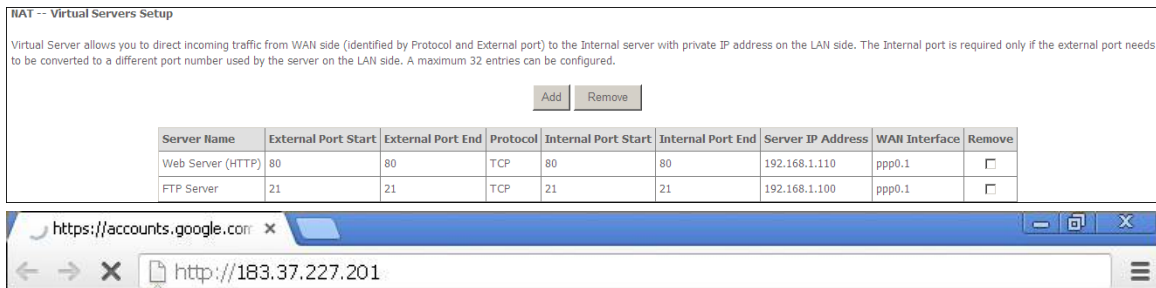 NAT -- Virtual Servers Setup
Virtual Server allows you to direct incoming traffic from WAN side (identified by Protocol and External port) to the Internal server with private IP address on the LAN side. The Internal port is required only if the external port needs
to be converted to a different port number used by the server on the LAN side. A maximum 32 entries can be configured.
Add Remove
Server Name External Port Start External Port End Protocol Internal Port Start Internal Port End Server IP Address WAN Interface Remove
Web Server (HTTP) 80 80 TCP 80 80 192.168.1.110 ppp0.1
FTP Server 21 21 TCP 21 21 192.168.1.100 ppp0.1
https://accounts.google.com
http://183.37.227.201